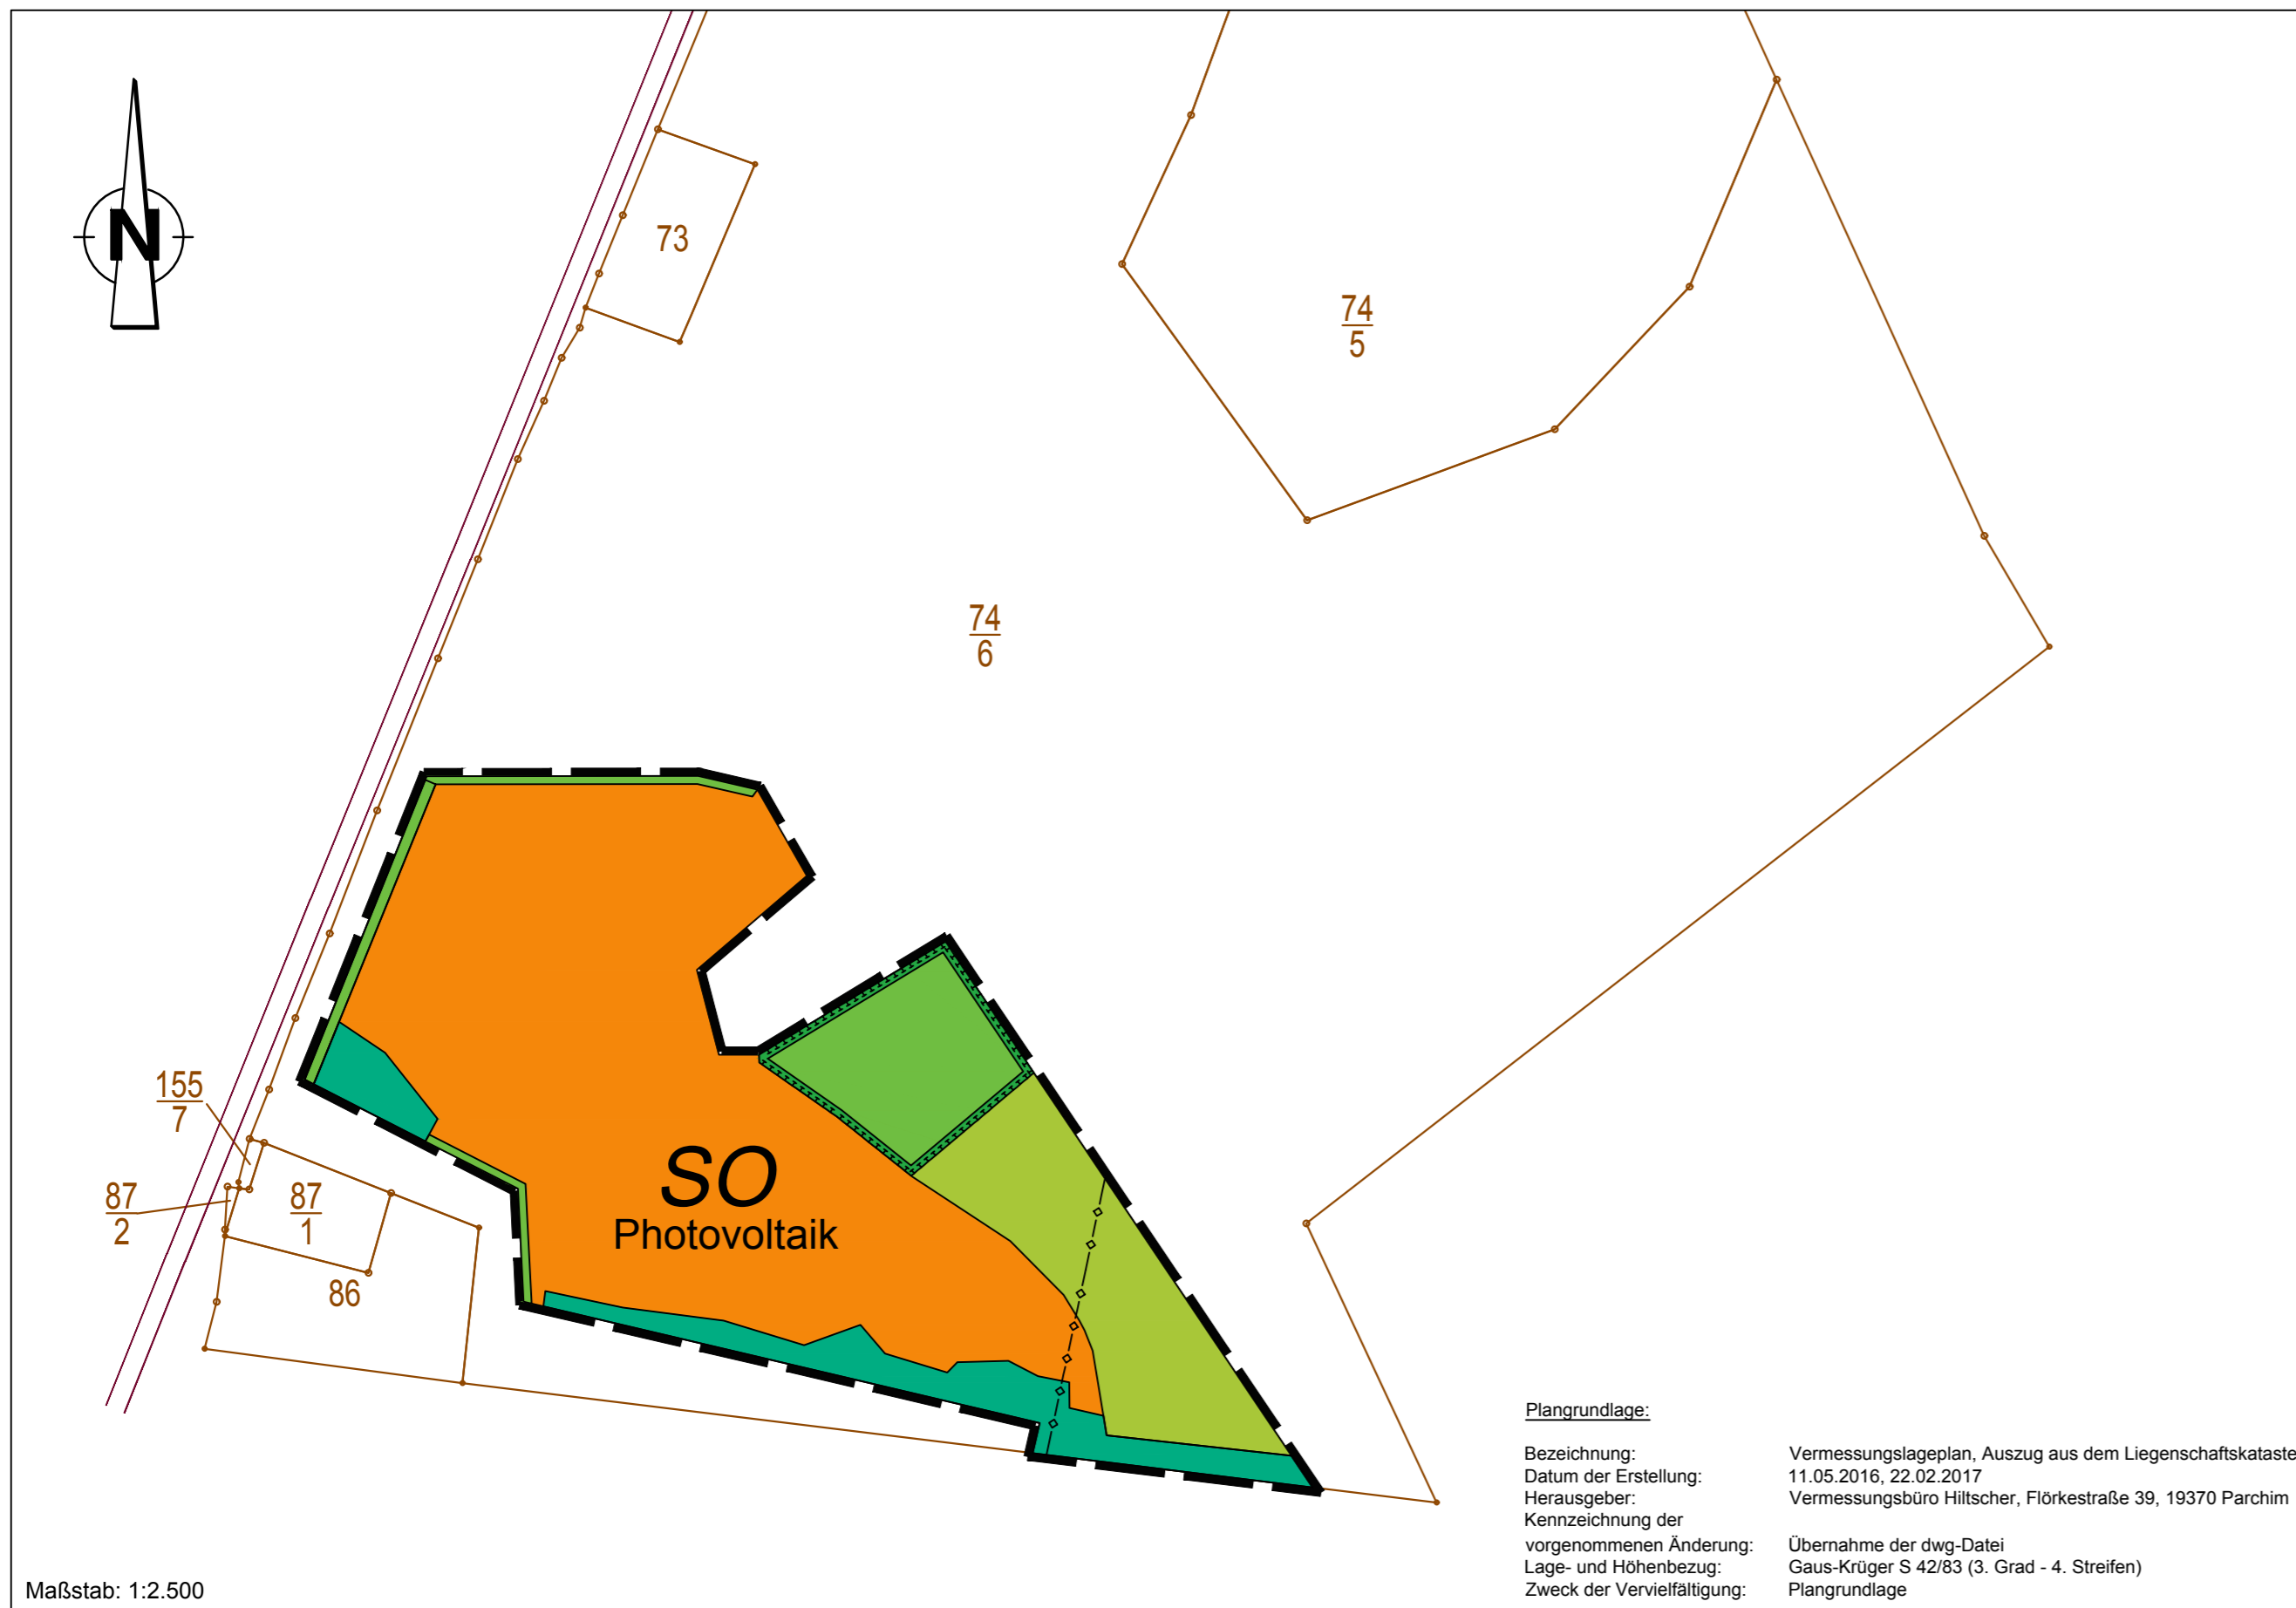 N
73
74
5
74
6
155
7
87
2
87
1
86
SO
Photovoltaik
Plangrundlage:
Bezeichnung: Vermessungslageplan, Auszug aus dem Liegenschaftskataste
Datum der Erstellung: 11.05.2016, 22.02.2017
Herausgeber: Vermessungsbüro Hiltscher, Flörkestraße 39, 19370 Parchim
Kennzeichnung der
vorgenommenen Änderung: Übernahme der dwg-Datei
Lage- und Höhenbezug: Gaus-Krüger S 42/83 (3. Grad - 4. Streifen)
Zweck der Vervielfältigung: Plangrundlage
Maßstab: 1:2.500